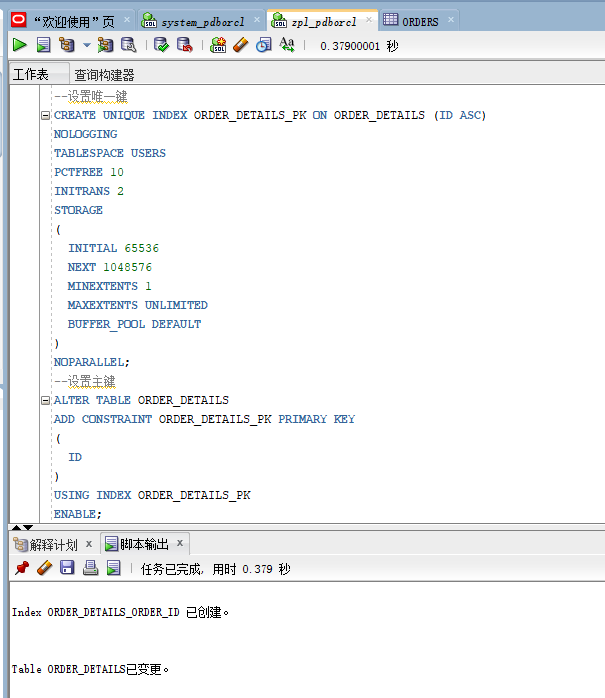 “欢迎使用”页 system_pdborcl zpl_pdborcl ORDERS
0.37900001 秒
工作表 查询构建器
--设置唯一键
CREATE UNIQUE INDEX ORDER_DETAILS_PK ON ORDER_DETAILS (ID ASC)
NOLOGGING
TABLESPACE USERS
PCTFREE 10
INITRANS 2
STORAGE
(
INITIAL 65536
NEXT 1048576
MINEXTENTS 1
MAXEXTENTS UNLIMITED
BUFFER_POOL DEFAULT
)
NOPARALLEL;
--设置主键
ALTER TABLE ORDER_DETAILS
ADD CONSTRAINT ORDER_DETAILS_PK PRIMARY KEY
(
ID
)
USING INDEX ORDER_DETAILS_PK
ENABLE;
解释计划 x 脚本输出 x
任务已完成, 用时 0.379 秒
Index ORDER_DETAILS_ORDER_ID 已创建。
Table ORDER_DETAILS已变更。